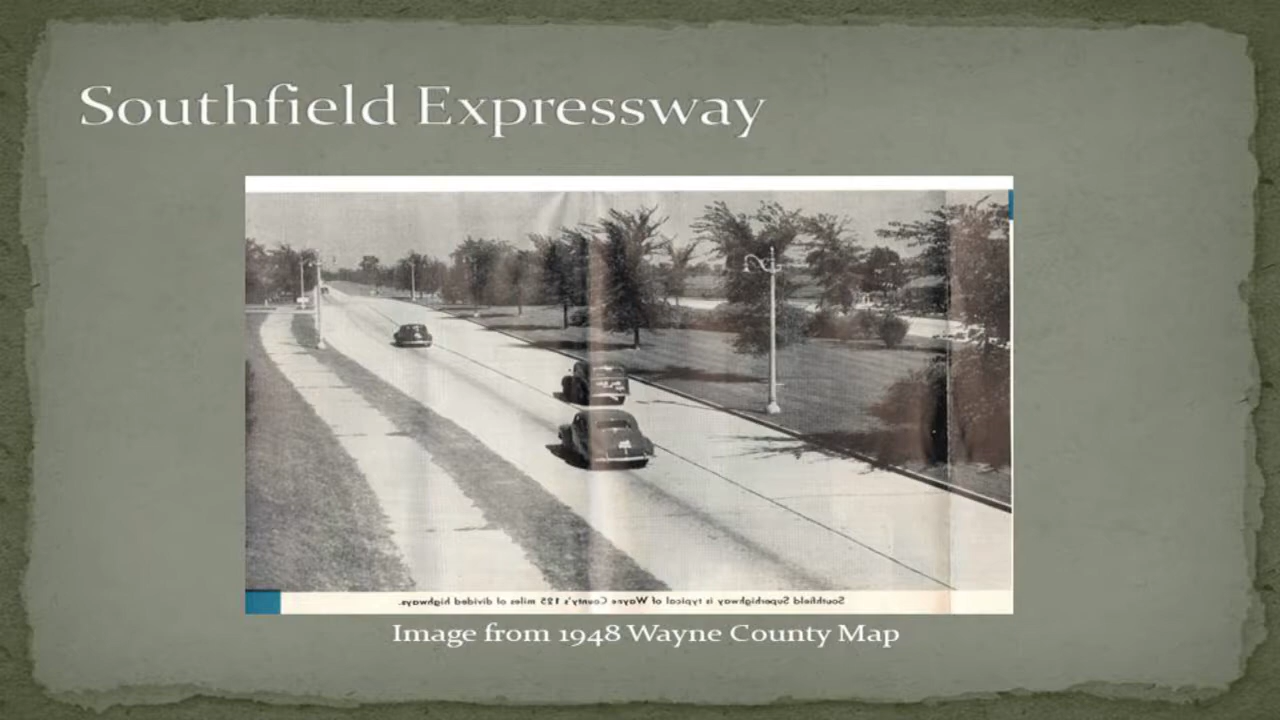 Southfield Expressway
Southfield Superhighway is typical of Wayne County's 125 miles of divided highways.
Image from 1948 Wayne County Map